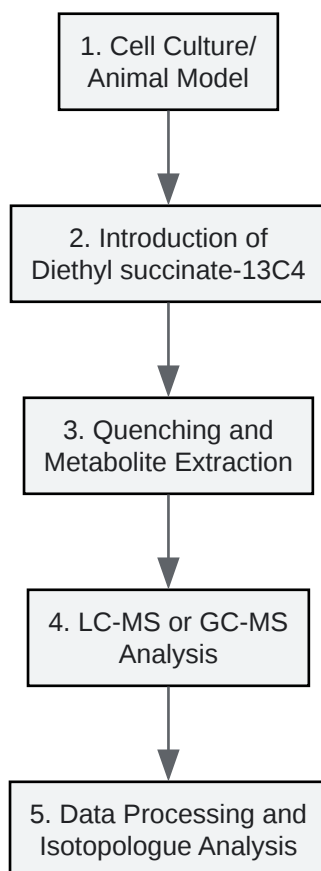 1. Cell Culture/
Animal Model
2. Introduction of
Diethyl succinate-13C4
3. Quenching and
Metabolite Extraction
4. LC-MS or GC-MS
Analysis
5. Data Processing and
Isotopologue Analysis